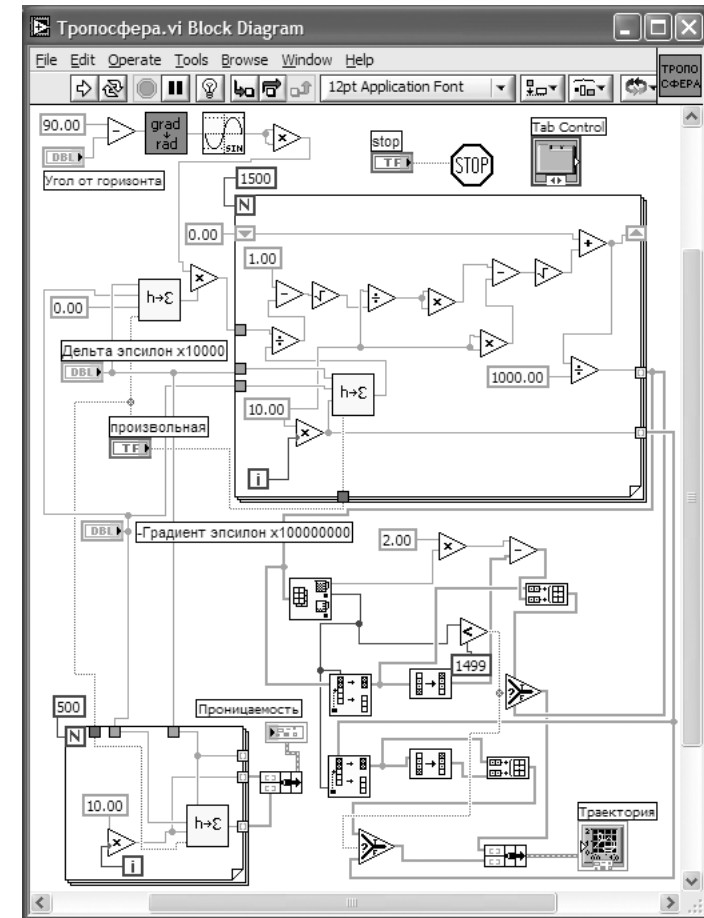 Тропосфера.vi Block Diagram
File Edit Operate Tools Browse Window Help
12pt Application Font
ТРОПО
СФЕРА
90.00
DBL
grad
rad
SIN
Угол от горизонта
stop
TF
STOP
Tab Control
1500
N
0.00
1.00
0.00
h→Σ
Дельта эпсилон x10000
DBL
1000.00
h→Σ
10.00
произвольная
TF
i
DBL
-Градиент эпсилон x100000000
2.00
1499
500
N
Проницаемость
10.00
h→Σ
i
Траектория